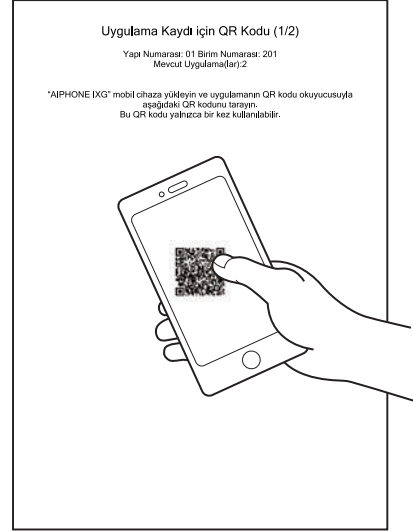 Uygulama Kaydı için QR Kodu (1/2)
Yapı Numarası: 01 Birim Numarası: 201
Mevcut Uygulama(lar):2
"AIPHONE IXG" mobil cihaza yükleyin ve uygulamanın QR kodu okuyucusuyla
aşağıdaki QR kodunu tarayın.
Bu QR kodu yalnızca bir kez kullanılabilir.